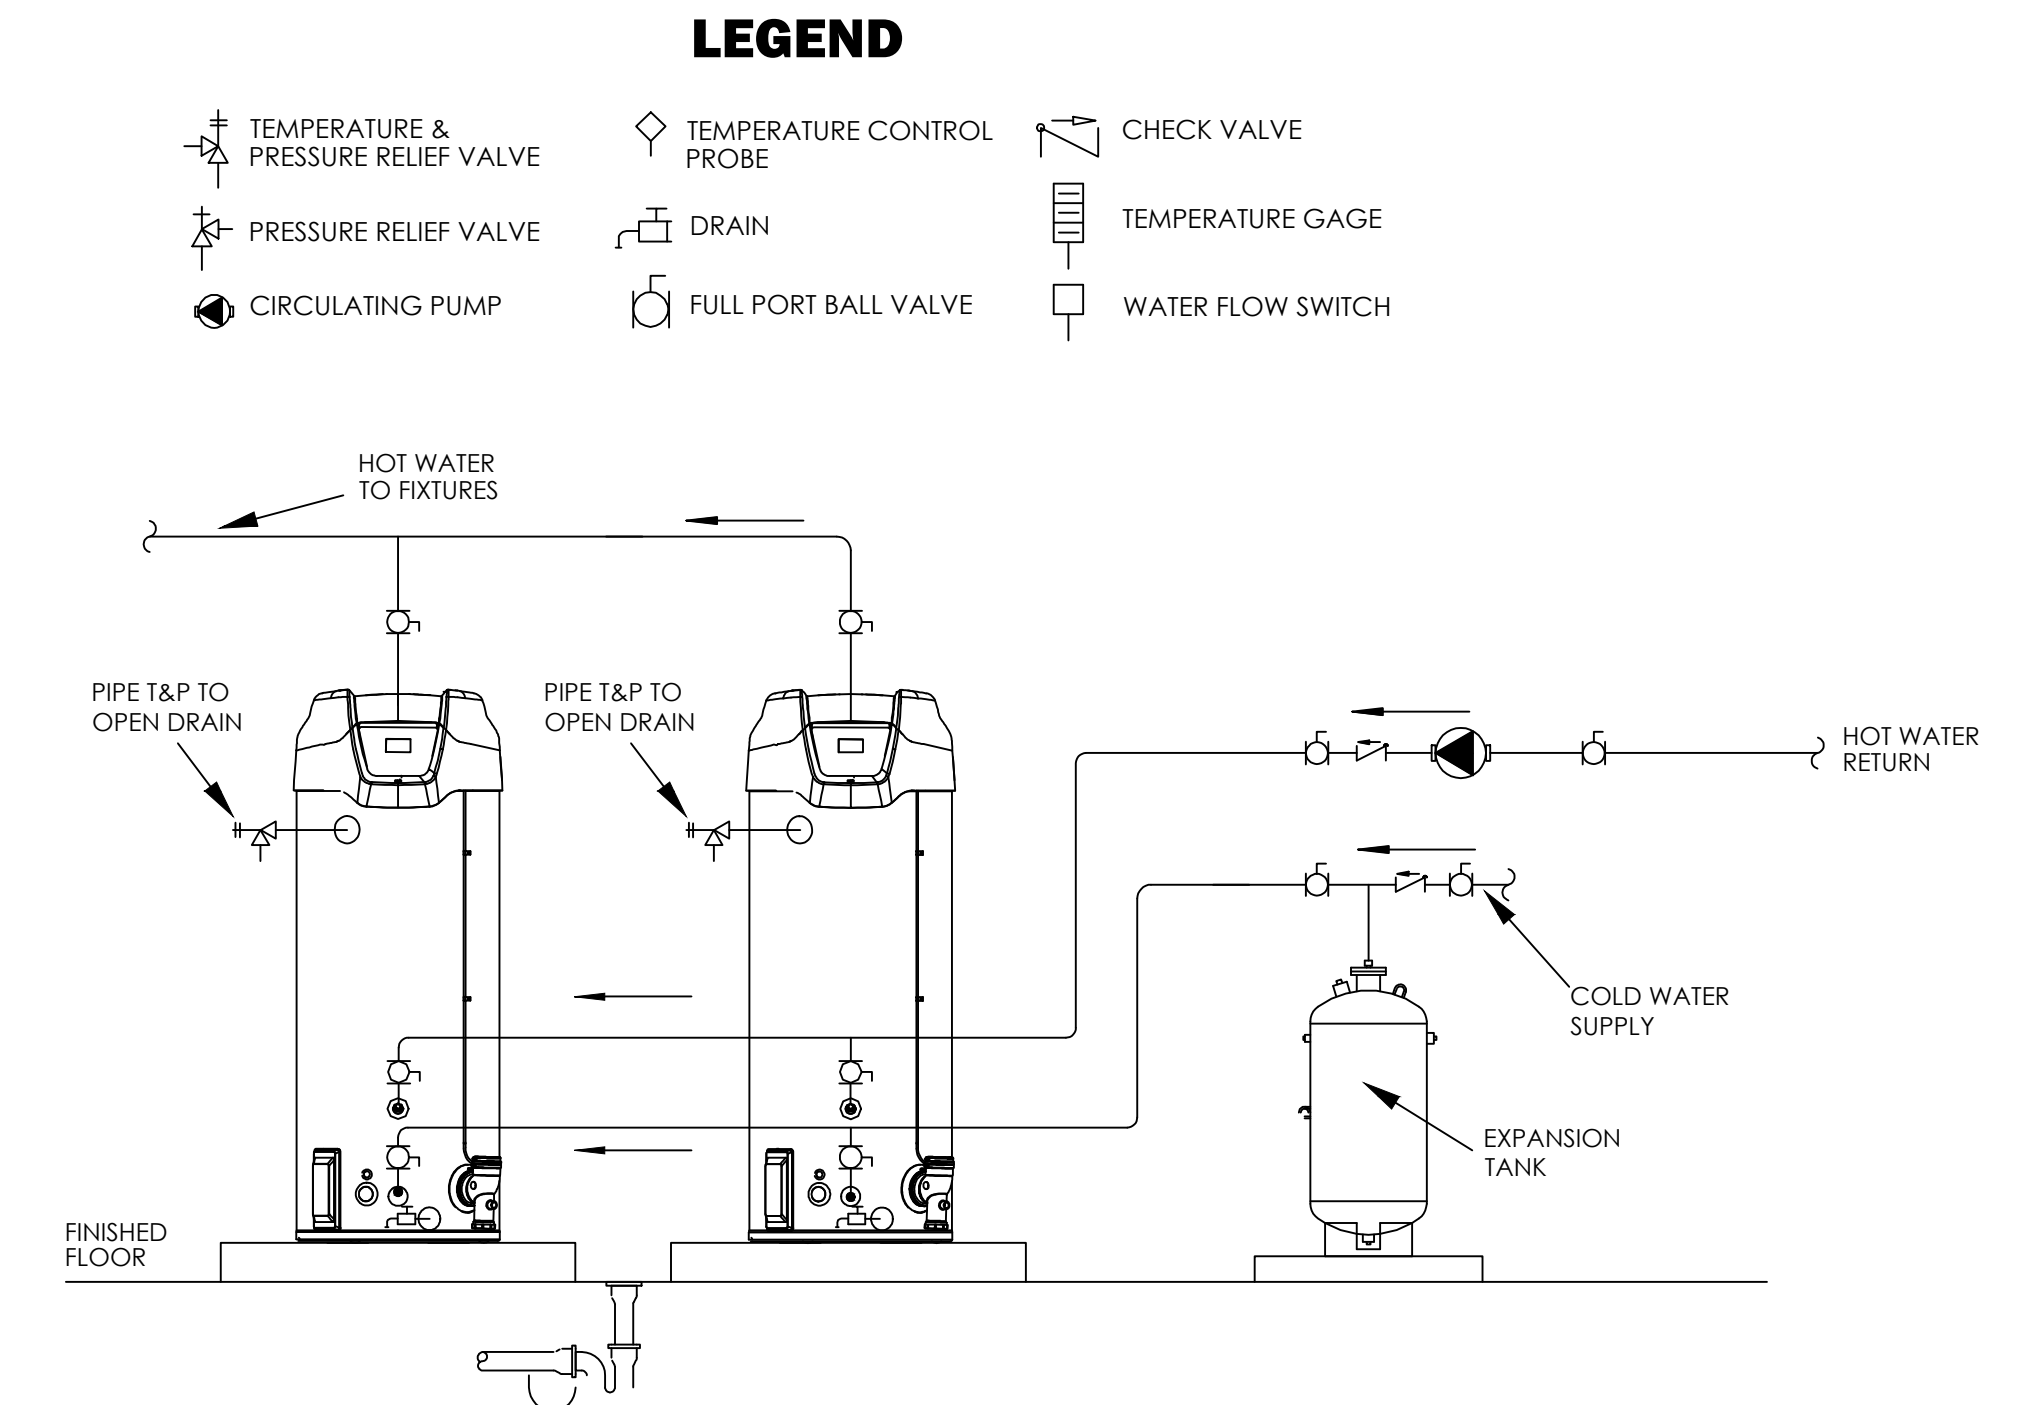 LEGEND
TEMPERATURE &
PRESSURE RELIEF VALVE
TEMPERATURE CONTROL
PROBE
CHECK VALVE
PRESSURE RELIEF VALVE
DRAIN
TEMPERATURE GAGE
CIRCULATING PUMP
FULL PORT BALL VALVE
WATER FLOW SWITCH
HOT WATER
TO FIXTURES
PIPE T&P TO
OPEN DRAIN
PIPE T&P TO
OPEN DRAIN
HOT WATER
RETURN
COLD WATER
SUPPLY
EXPANSION
TANK
FINISHED
FLOOR